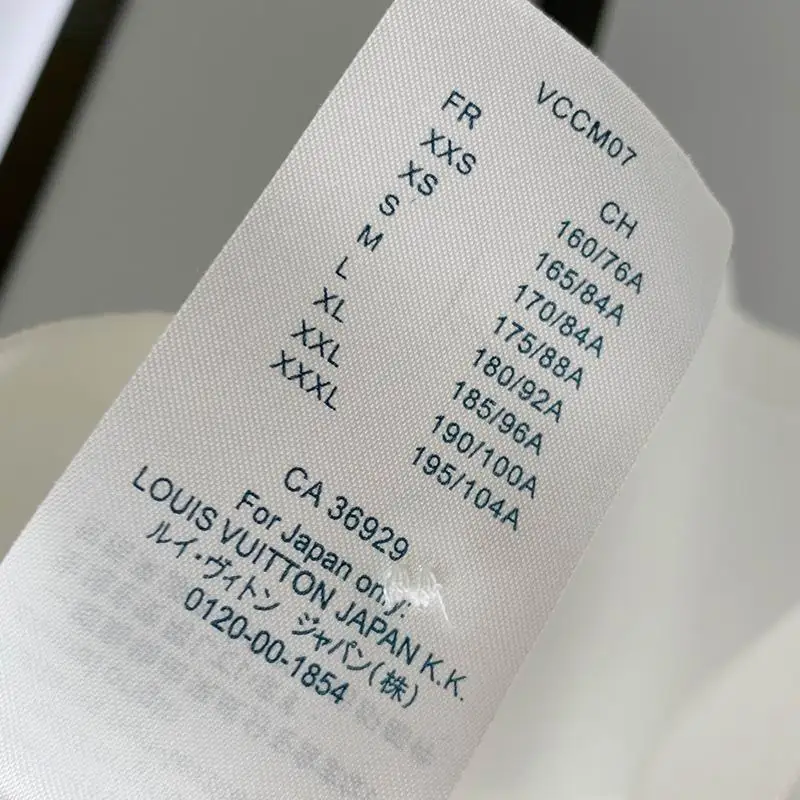 VCCM07
FR CH
XXS 160/76A
XS 165/84A
S 170/84A
M 175/88A
L 180/92A
XL 185/96A
XXL 190/100A
XXXL 195/104A
CA 36929
For Japan only:
LOUIS VUITTON JAPAN K.K.
ルイ・ヴィトン ジャパン(株)
0120-00-1854